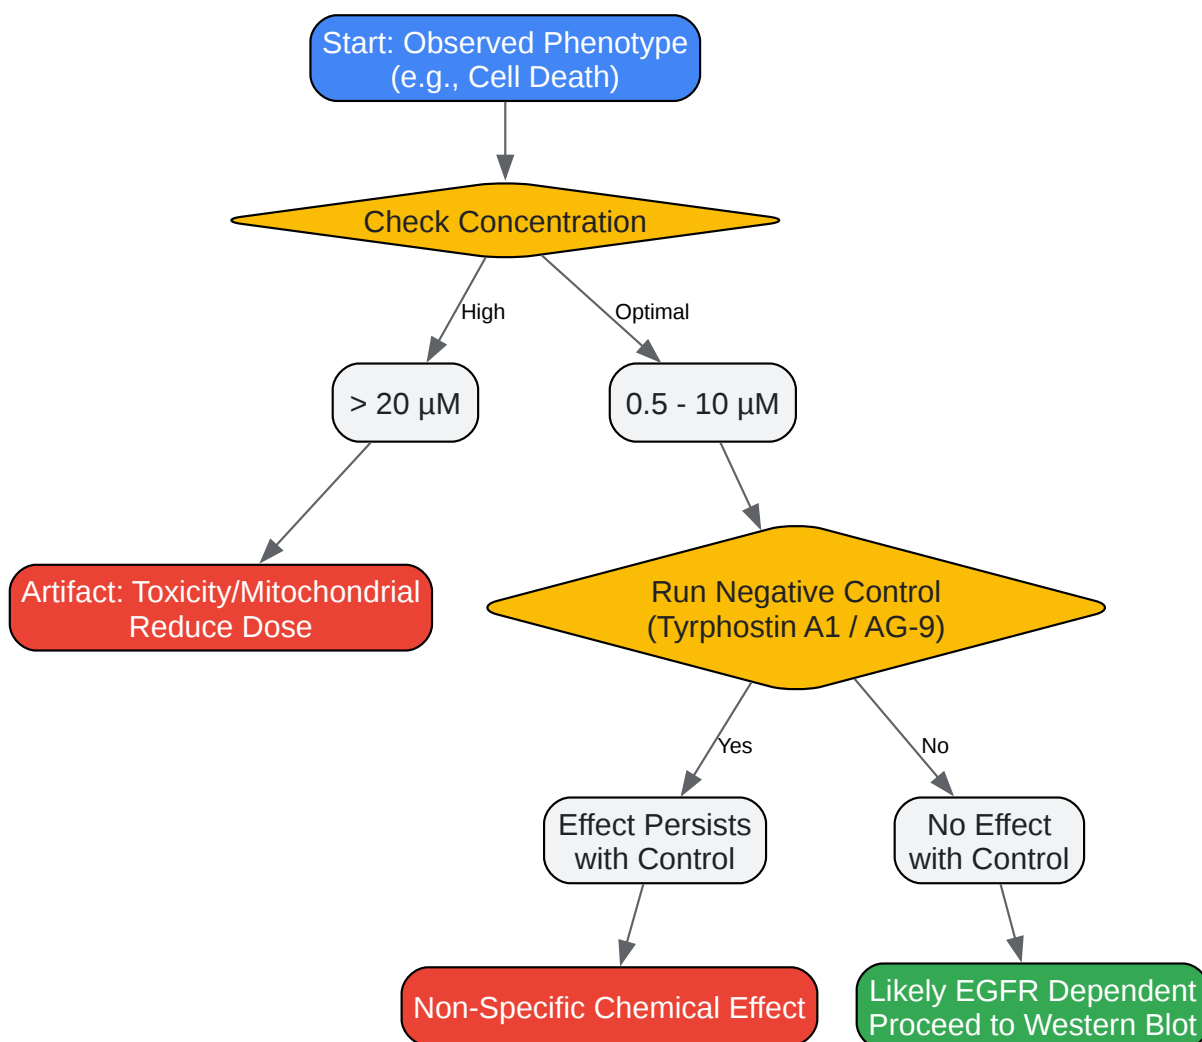 Start: Observed Phenotype
(e.g., Cell Death)
Check Concentration
High
Optimal
> 20 µM
0.5 - 10 µM
Artifact: Toxicity/Mitochondrial
Reduce Dose
Run Negative Control
(Tyrphostin A1 / AG-9)
Yes
No
Effect Persists
with Control
No Effect
with Control
Non-Specific Chemical Effect
Likely EGFR Dependent
Proceed to Western Blot